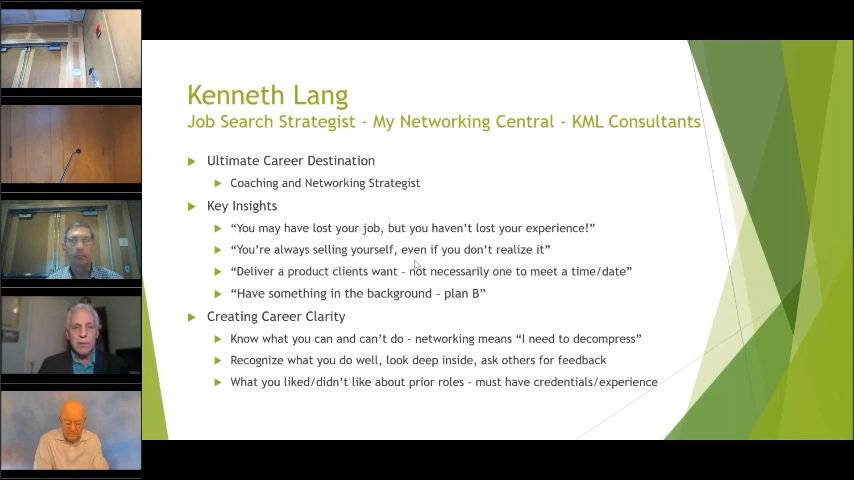 Kenneth Lang
Job Search Strategist - My Networking Central - KML Consultants
Ultimate Career Destination
Coaching and Networking Strategist
Key Insights
“You may have lost your job, but you haven’t lost your experience!”
“You’re always selling yourself, even if you don’t realize it”
“Deliver a product clients want – not necessarily one to meet a time/date”
“Have something in the background – plan B”
Creating Career Clarity
Know what you can and can’t do – networking means “I need to decompress”
Recognize what you do well, look deep inside, ask others for feedback
What you liked/didn’t like about prior roles - must have credentials/experience